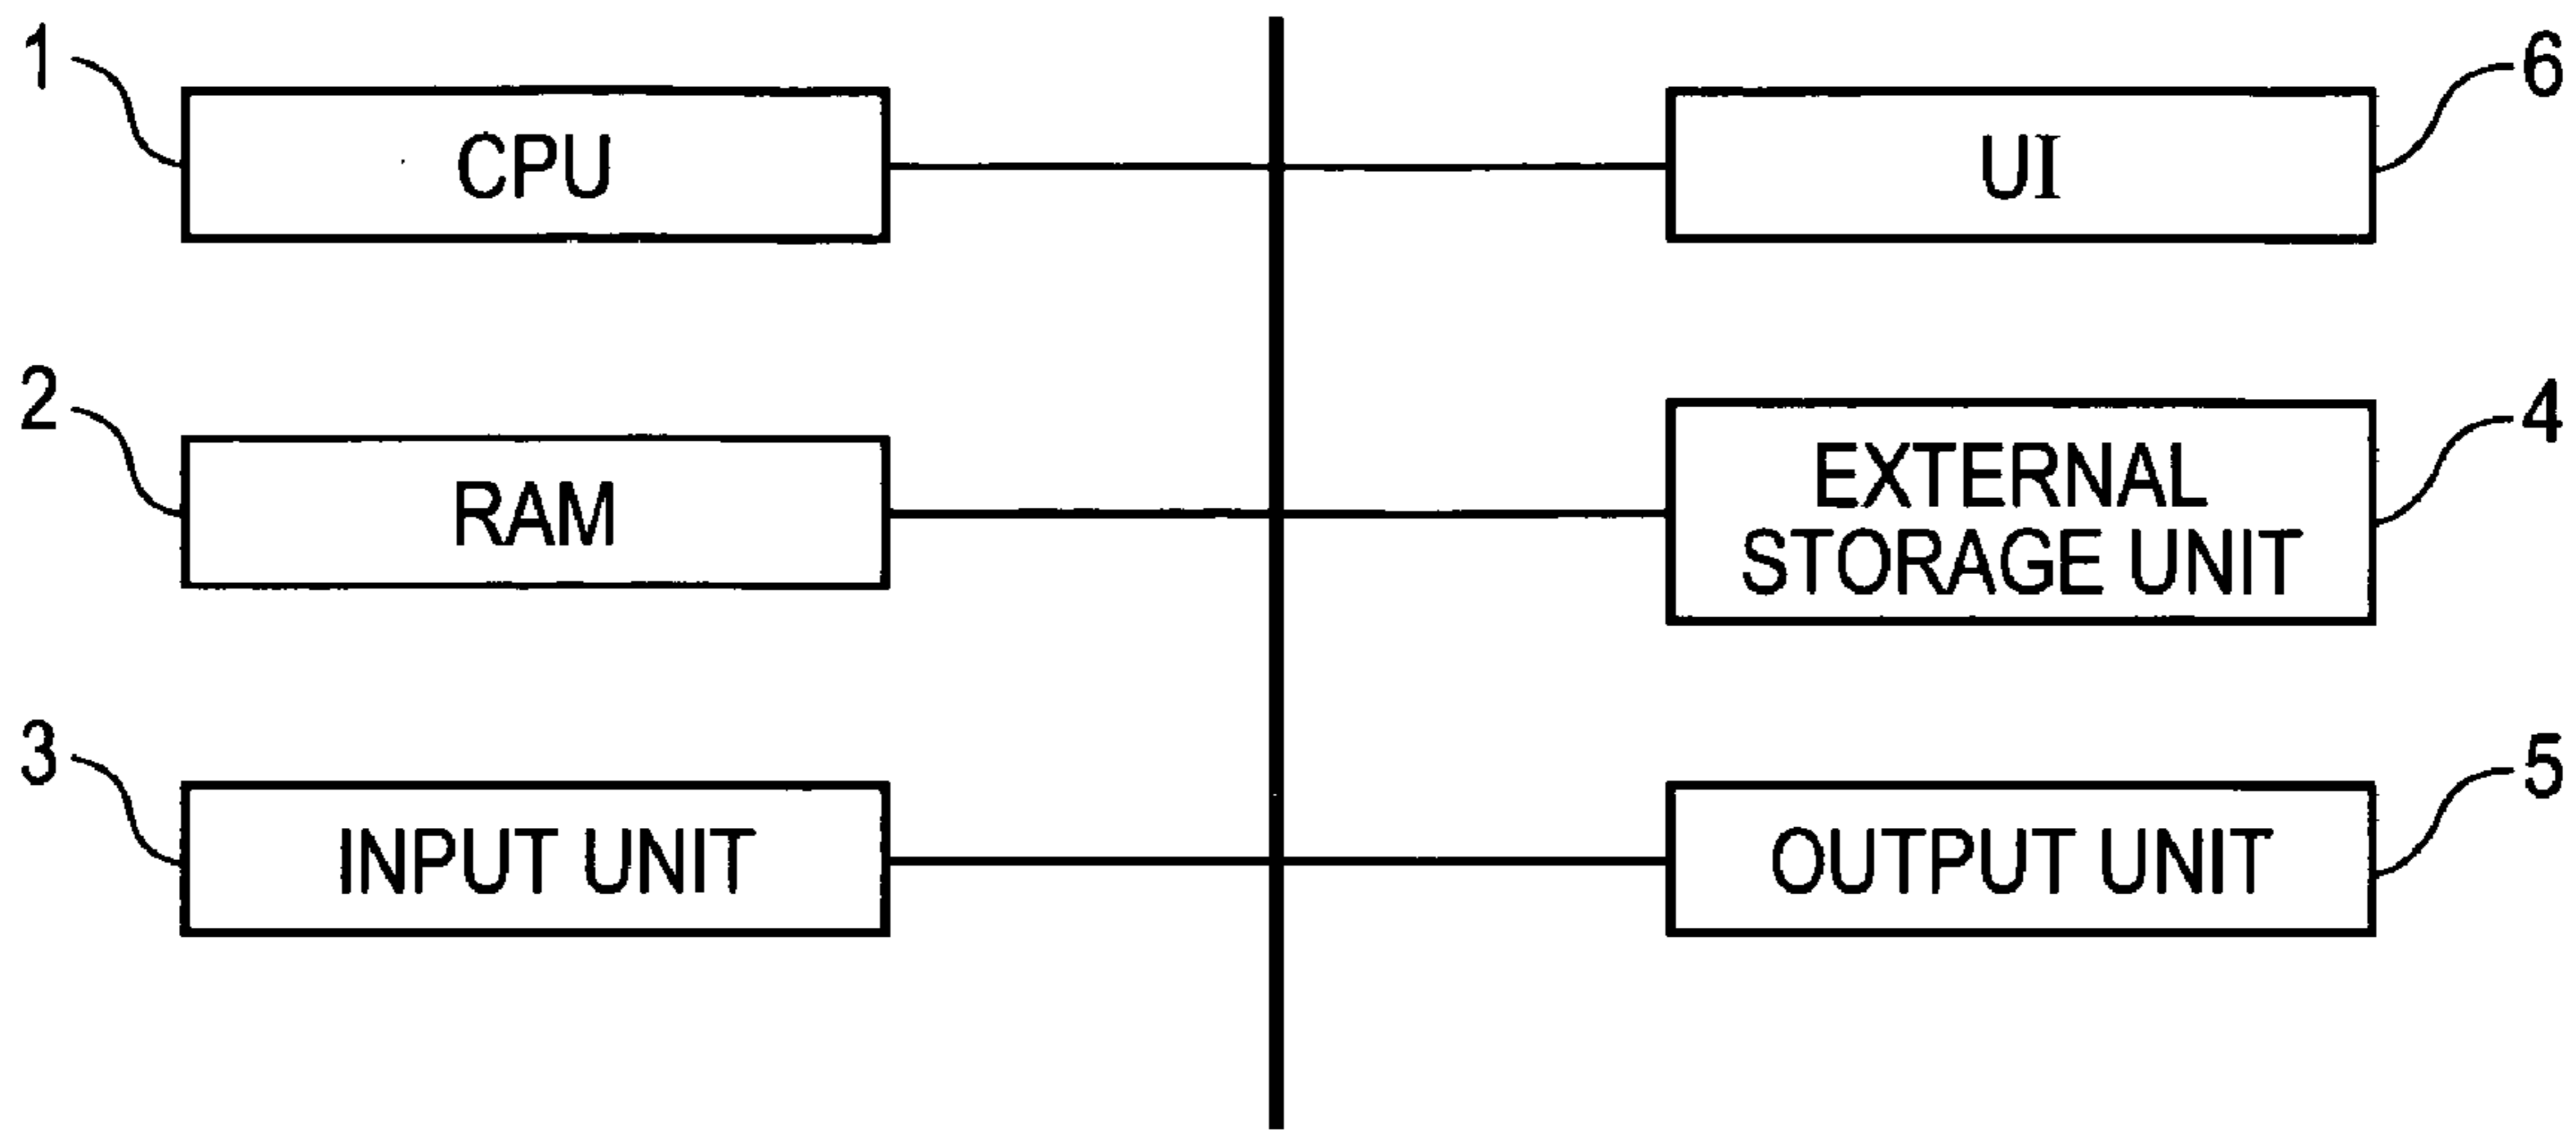 1
CPU
6
UI
2
RAM
4
EXTERNAL
STORAGE UNIT
3
INPUT UNIT
5
OUTPUT UNIT